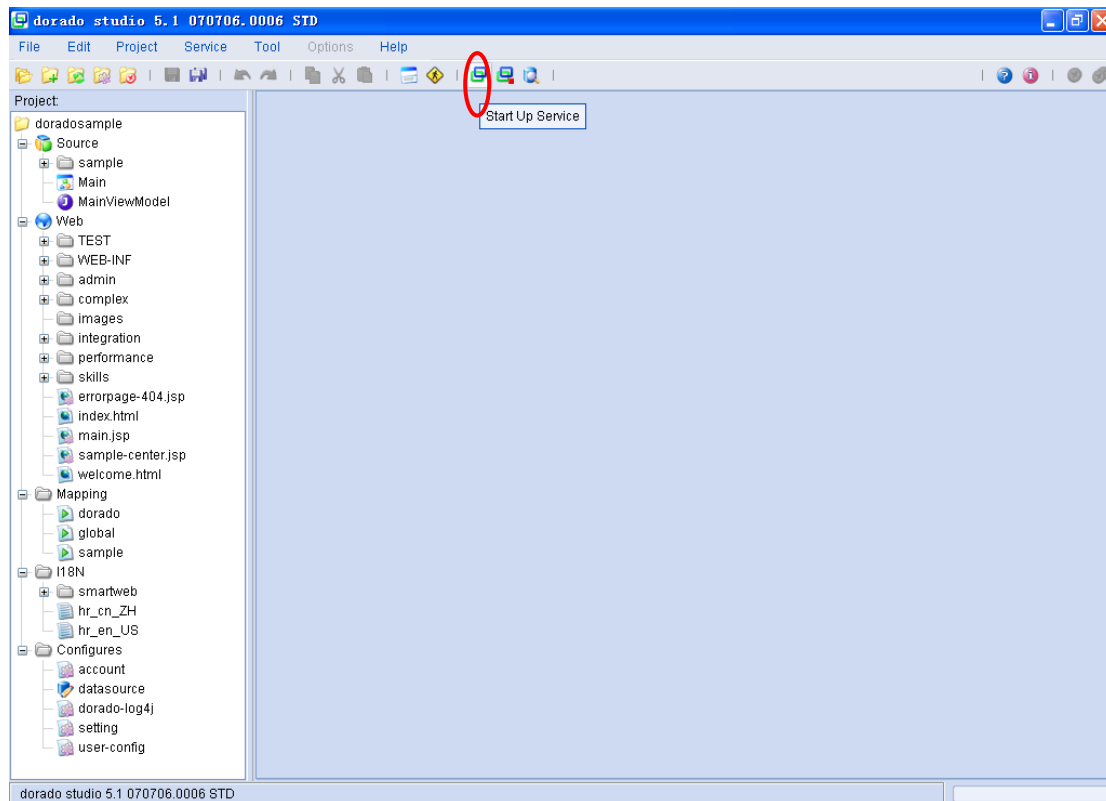 dorado studio 5.1 070706.0006 STD
File Edit Project Service Tool Options Help
Start Up Service
Project:
doradosample
Source
sample
Main
MainViewModel
Web
TEST
WEB-INF
admin
complex
images
integration
performance
skills
errorpage-404.jsp
index.html
main.jsp
sample-center.jsp
welcome.html
Mapping
dorado
global
sample
I18N
smartweb
hr_cn_ZH
hr_en_US
Configures
account
datasource
dorado-log4j
setting
user-config
dorado studio 5.1 070706.0006 STD